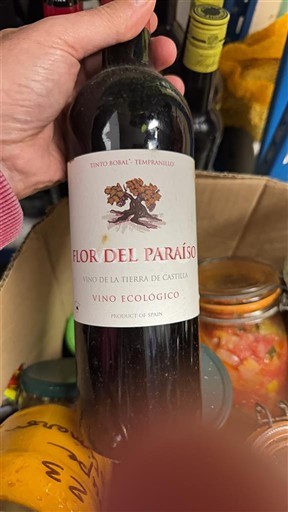 TINTO BOBAL - TEMPRANILLO
FLOR DEL PARAÍSO
VINO DE LA TIERRA DE CASTILLA
VINO ECOLÓGICO
PRODUCT OF SPAIN